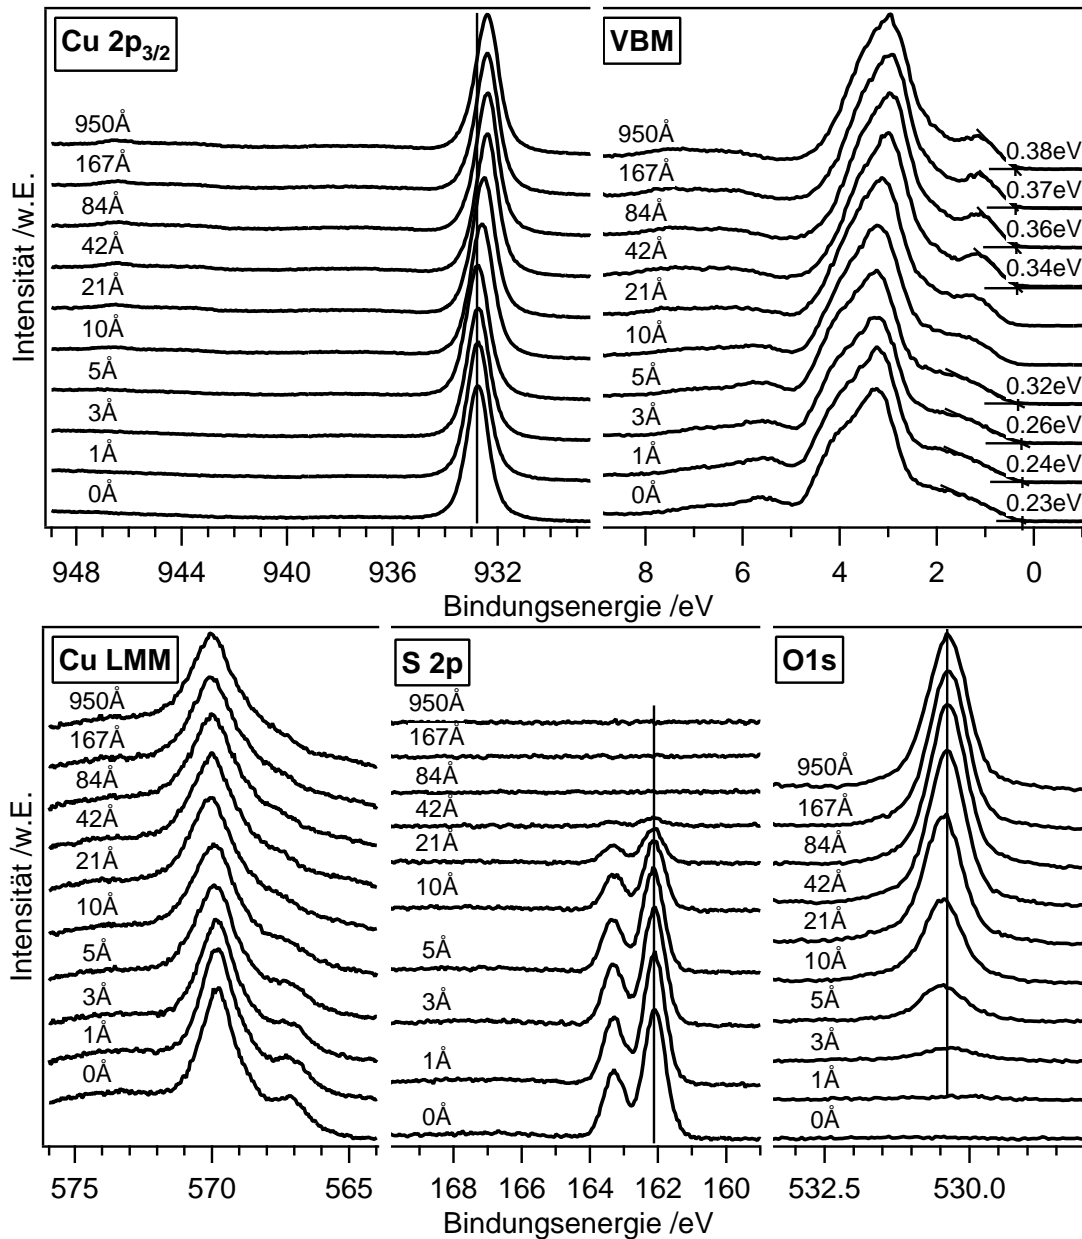 Cu 2p3/2
950Å
167Å
84Å
42Å
21Å
10Å
5Å
3Å
1Å
0Å
Intensität /w.E.
948
944
940
936
932
VBM
950Å
167Å
84Å
42Å
21Å
10Å
5Å
3Å
1Å
0Å
0.38eV
0.37eV
0.36eV
0.34eV
0.32eV
0.26eV
0.24eV
0.23eV
8
6
4
2
0
Bindungsenergie /eV
Cu LMM
950Å
167Å
84Å
42Å
21Å
10Å
5Å
3Å
1Å
0Å
Intensität /w.E.
575
570
565
S 2p
950Å
167Å
84Å
42Å
21Å
10Å
5Å
3Å
1Å
0Å
168
166
164
162
160
O1s
950Å
167Å
84Å
42Å
21Å
10Å
5Å
3Å
1Å
0Å
532.5
530.0
Bindungsenergie /eV